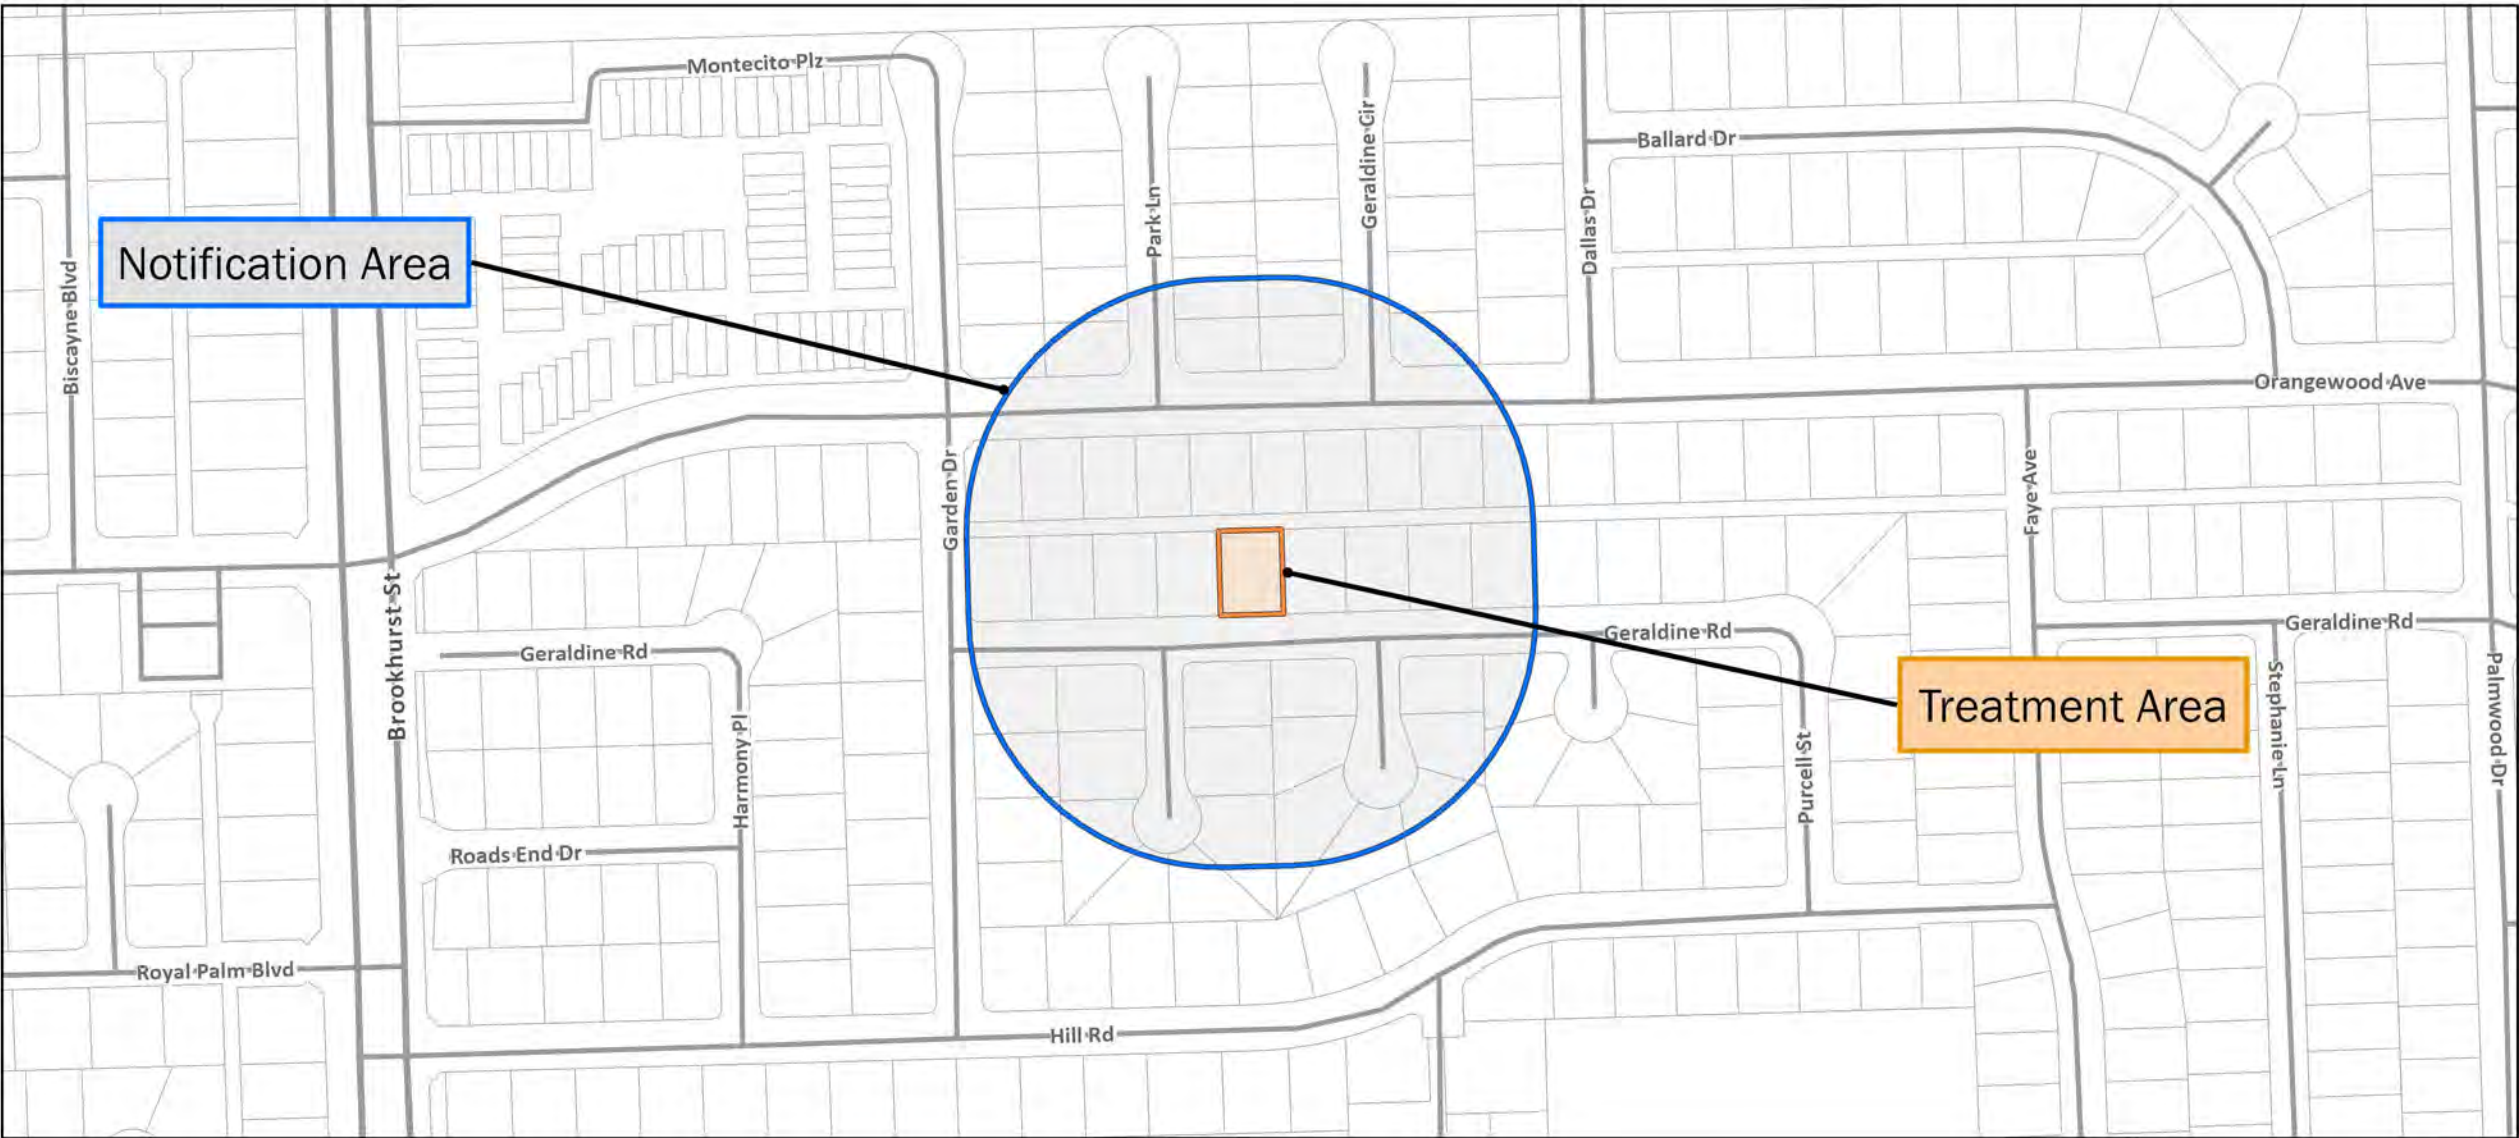 Montecito Plz
Ballard Dr
Park Ln
Geraldine Cir
Dallas Dr
Notification Area
Biscayne Blvd
Orangewood Ave
Garden Dr
Faye Ave
Brookhurst St
Geraldine Rd
Geraldine Rd
Geraldine Rd
Treatment Area
Stephanie Ln
Palmwood Dr
Harmony Pl
Purcell St
Roads End Dr
Royal Palm Blvd
Hill Rd